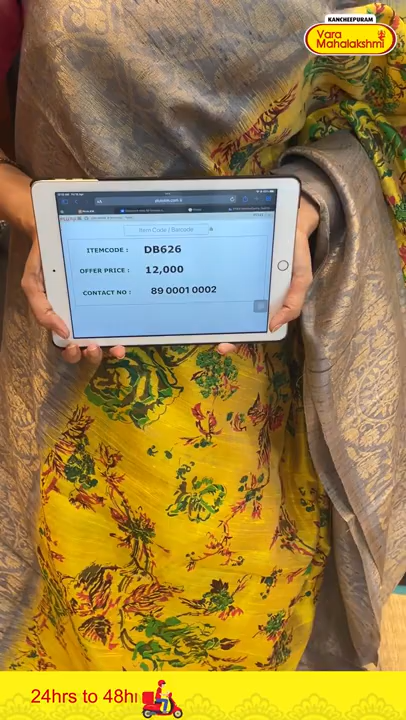 KANCHEEPURAM
Vara
Mahalakshmi
Item Code | Barcode
ITEMCODE : DB626
OFFER PRICE : 12,000
CONTACT NO : 89 0001 0002
24hrs to 48h